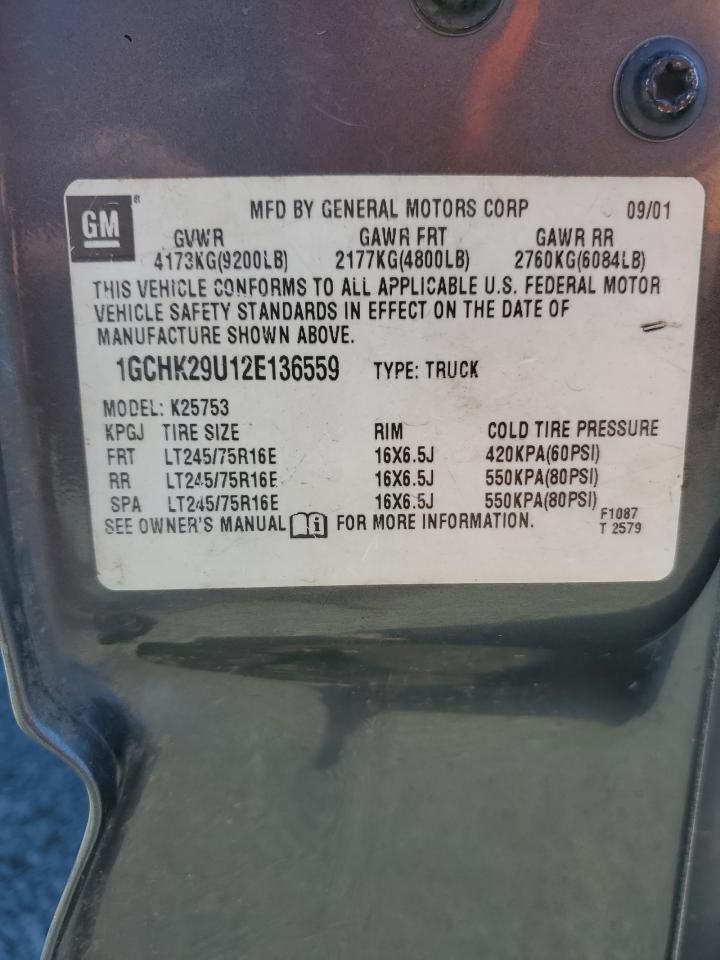 GM ® MFD BY GENERAL MOTORS CORP 09/01
GVWR GAWR FRT GAWR RR
4173KG(9200LB) 2177KG(4800LB) 2760KG(6084LB)
THIS VEHICLE CONFORMS TO ALL APPLICABLE U.S. FEDERAL MOTOR
VEHICLE SAFETY STANDARDS IN EFFECT ON THE DATE OF
MANUFACTURE SHOWN ABOVE.
1GCHK29U12E136559 TYPE: TRUCK
MODEL: K25753
KPGJ TIRE SIZE RIM COLD TIRE PRESSURE
FRT LT245/75R16E 16X6.5J 420KPA(60PSI)
RR LT245/75R16E 16X6.5J 550KPA(80PSI)
SPA LT245/75R16E 16X6.5J 550KPA(80PSI)
SEE OWNER'S MANUAL i FOR MORE INFORMATION. F1087
T 2579